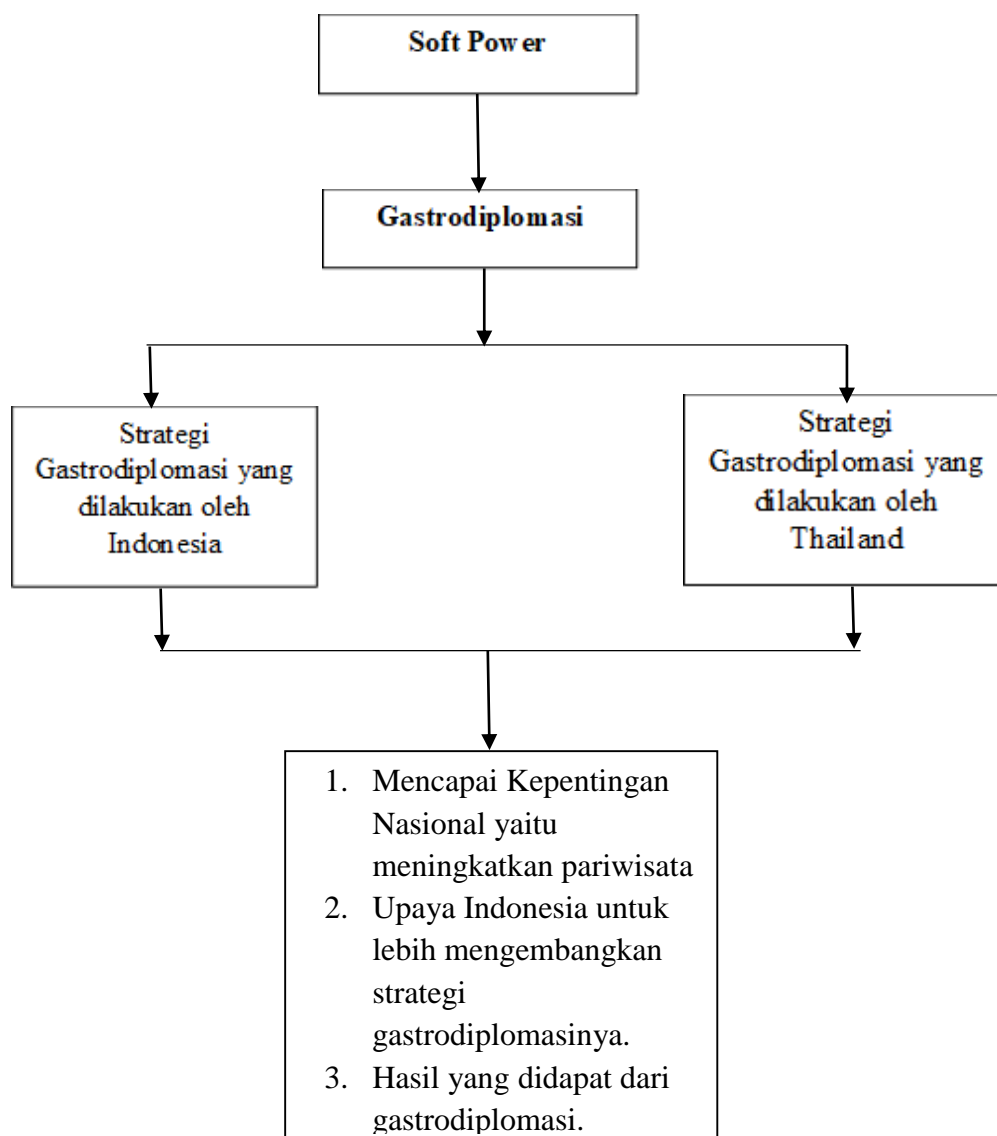 Soft Power
Gastrodiplomasi
Strategi
Gastrodiplomasi yang
dilakukan oleh
Indonesia
Strategi
Gastrodiplomasi yang
dilakukan oleh
Thailand
1. Mencapai Kepentingan
Nasional yaitu
meningkatkan pariwisata
2. Upaya Indonesia untuk
lebih mengembangkan
strategi
gastrodiplomasinya.
3. Hasil yang didapat dari
gastrodiplomasi.